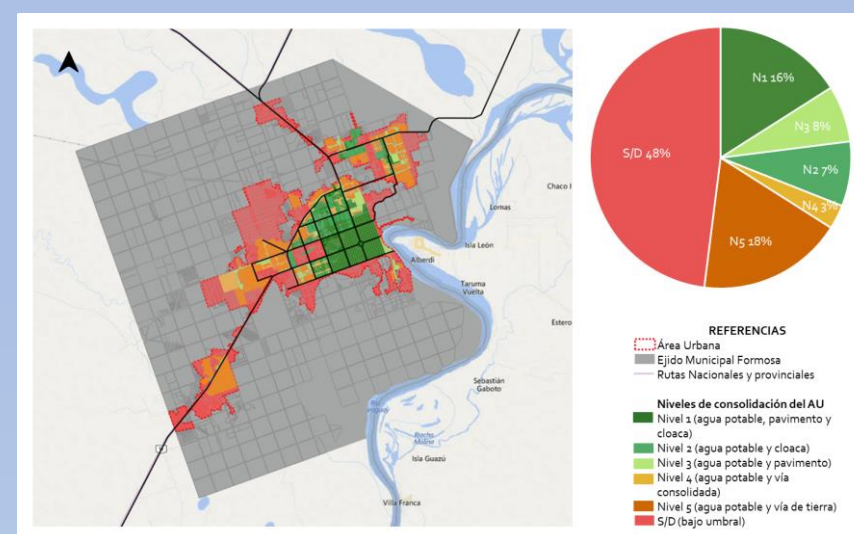 Chaco I
Lomas
Isla León
Alberdi
Taruma
Vuelta
Estero
Sebastián
Gaboto
Riacho
Isla Guazú
Villa Franca
N1 16%
N3 8%
N2 7%
N4 3%
N5 18%
S/D 48%
REFERENCIAS
Área Urbana
Ejido Municipal Formosa
Rutas Nacionales y provinciales
Niveles de consolidación del AU
Nivel 1 (agua potable, pavimento y
cloaca)
Nivel 2 (agua potable y cloaca)
Nivel 3 (agua potable y pavimento)
Nivel 4 (agua potable y vía
consolidada)
Nivel 5 (agua potable y vía de tierra)
S/D (bajo umbral)